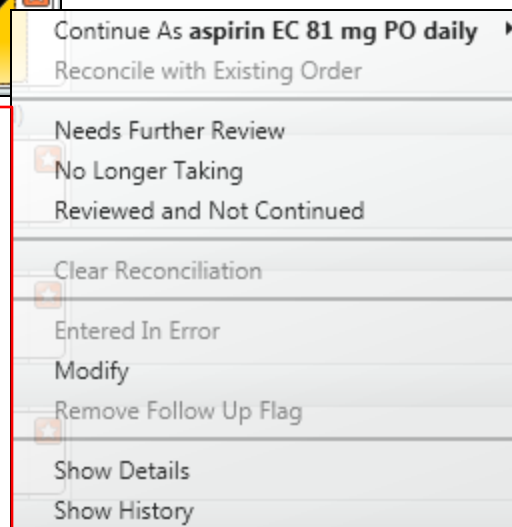 Continue As aspirin EC 81 mg PO daily
Reconcile with Existing Order
Needs Further Review
No Longer Taking
Reviewed and Not Continued
Clear Reconciliation
Entered In Error
Modify
Remove Follow Up Flag
Show Details
Show History